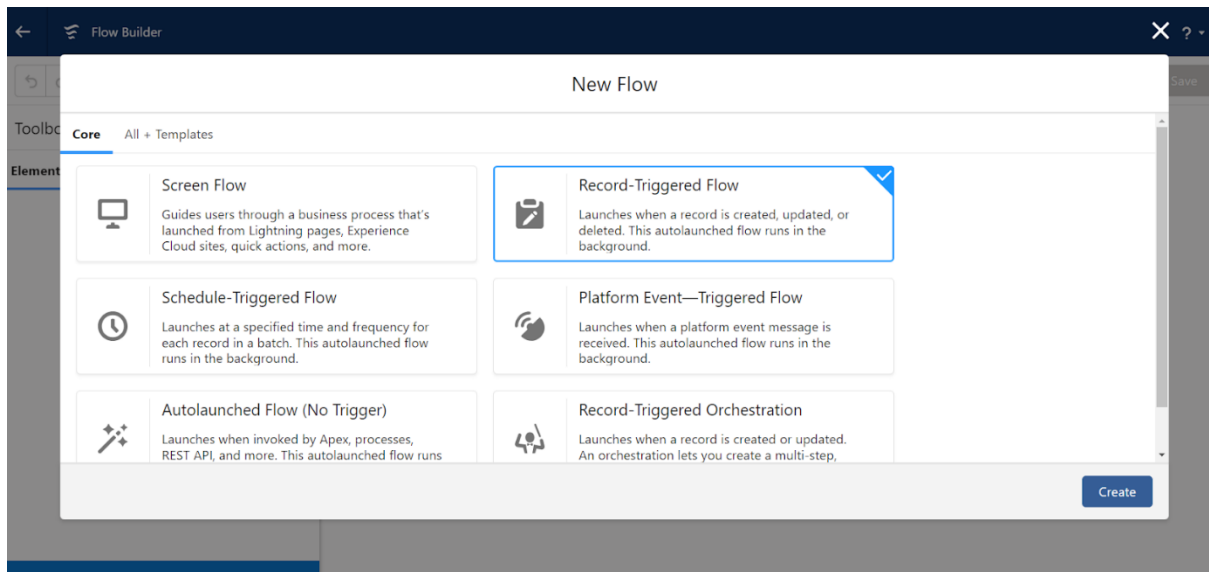 Flow Builder
?
Save
New Flow
Toolbo
Core All + Templates
Element
Screen Flow
Guides users through a business process that's
launched from Lightning pages, Experience
Cloud sites, quick actions, and more.
Record-Triggered Flow
Launches when a record is created, updated, or
deleted. This autolaunched flow runs in the
background.
Schedule-Triggered Flow
Launches at a specified time and frequency for
each record in a batch. This autolaunched flow
runs in the background.
Platform Event—Triggered Flow
Launches when a platform event message is
received. This autolaunched flow runs in the
background.
Autolaunched Flow (No Trigger)
Launches when invoked by Apex, processes,
REST API, and more. This autolaunched flow runs
Record-Triggered Orchestration
Launches when a record is created or updated.
An orchestration lets you create a multi-step,
Create